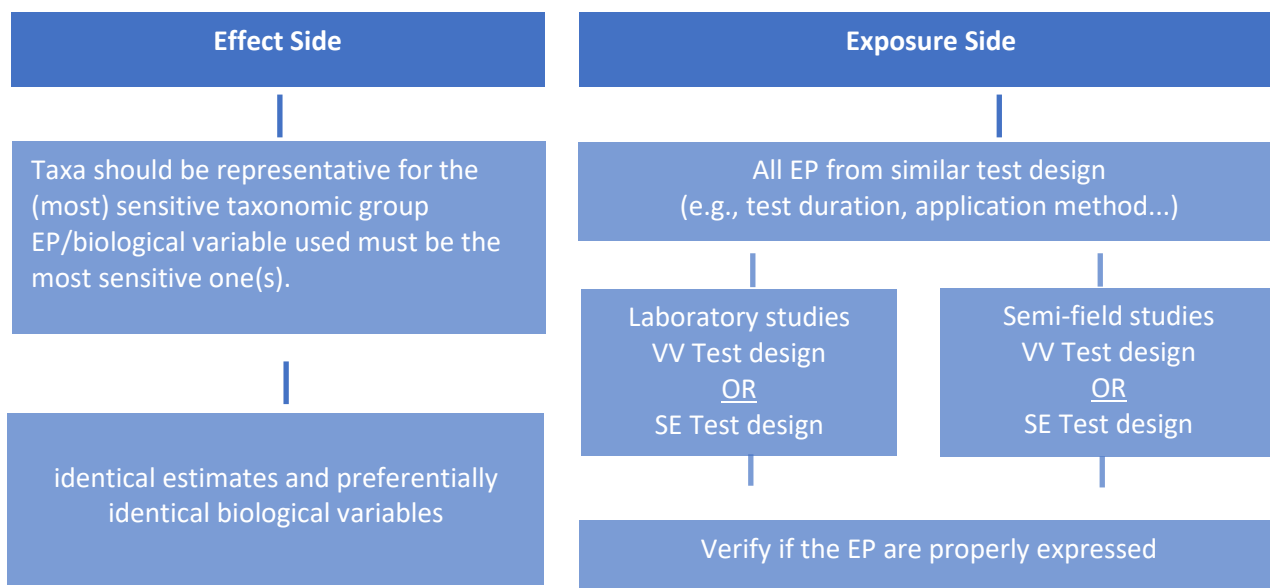 Effect Side
Taxa should be representative for the
(most) sensitive taxonomic group
EP/biological variable used must be the
most sensitive one(s).
identical estimates and preferentially
identical biological variables
Exposure Side
All EP from similar test design
(e.g., test duration, application method...)
Laboratory studies
VV Test design
OR
SE Test design
Semi-field studies
VV Test design
OR
SE Test design
Verify if the EP are properly expressed